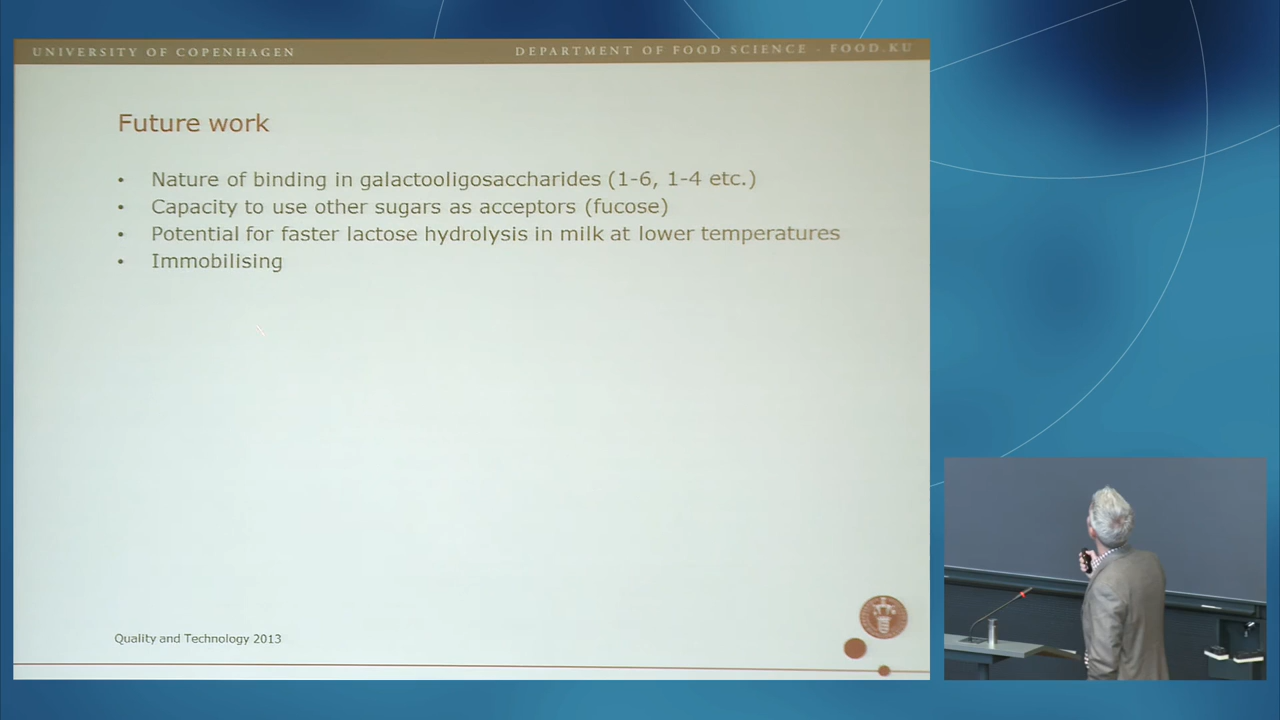 UNIVERSITY OF COPENHAGEN
DEPARTMENT OF FOOD SCIENCE - FOOD.KU
Future work
• Nature of binding in galactooligosaccharides (1-6, 1-4 etc.)
• Capacity to use other sugars as acceptors (fucose)
• Potential for faster lactose hydrolysis in milk at lower temperatures
• Immobilising
Quality and Technology 2013